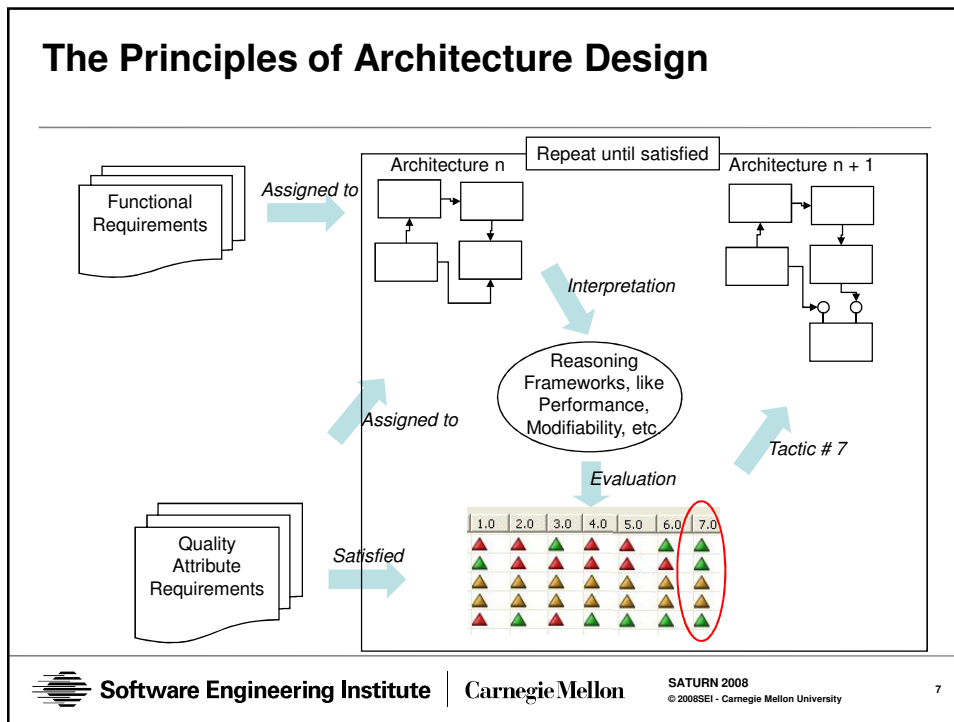 The Principles of Architecture Design
Repeat until satisfied
Architecture n
Architecture n + 1
Functional
Requirements
Assigned to
Interpretation
Reasoning
Frameworks, like
Performance,
Modifiability, etc.
Assigned to
Tactic # 7
Evaluation
1.0 2.0 3.0 4.0 5.0 6.0 7.0
Quality
Attribute
Requirements
Satisfied
Software Engineering Institute
Carnegie Mellon
SATURN 2008
© 2008SEI - Carnegie Mellon University
7